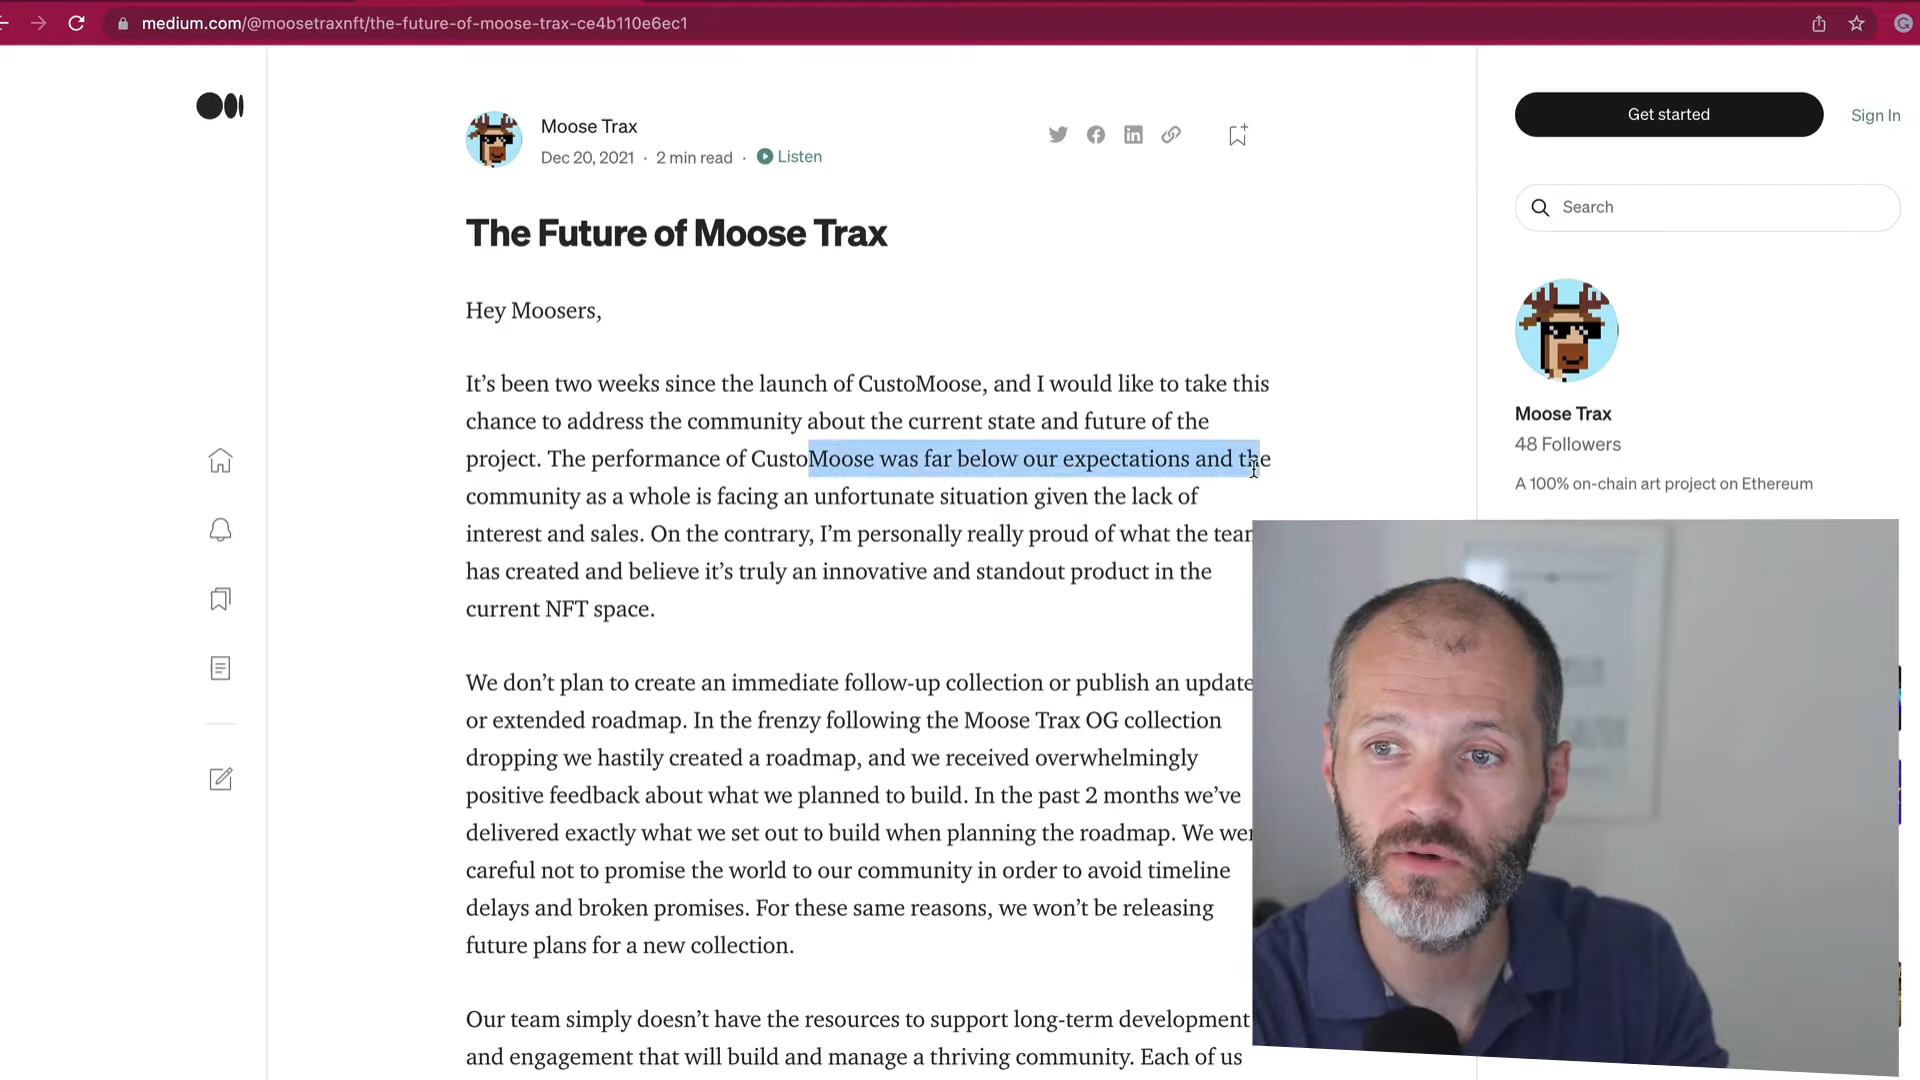 medium.com/@moosetraxnft/the-future-of-moose-trax-ce4b110e6ec1
Moose Trax
Dec 20, 2021 · 2 min read · Listen
Get started
Sign In
Search
The Future of Moose Trax
Hey Moosers,
It’s been two weeks since the launch of CustoMoose, and I would like to take this
chance to address the community about the current state and future of the
project. The performance of CustoMoose was far below our expectations and the
community as a whole is facing an unfortunate situation given the lack of
interest and sales. On the contrary, I’m personally really proud of what the team
has created and believe it’s truly an innovative and standout product in the
current NFT space.
We don’t plan to create an immediate follow-up collection or publish an update
or extended roadmap. In the frenzy following the Moose Trax OG collection
dropping we hastily created a roadmap, and we received overwhelmingly
positive feedback about what we planned to build. In the past 2 months we’ve
delivered exactly what we set out to build when planning the roadmap. We wer
careful not to promise the world to our community in order to avoid timeline
delays and broken promises. For these same reasons, we won’t be releasing
future plans for a new collection.
Our team simply doesn’t have the resources to support long-term development
and engagement that will build and manage a thriving community. Each of us
Moose Trax
48 Followers
A 100% on-chain art project on Ethereum